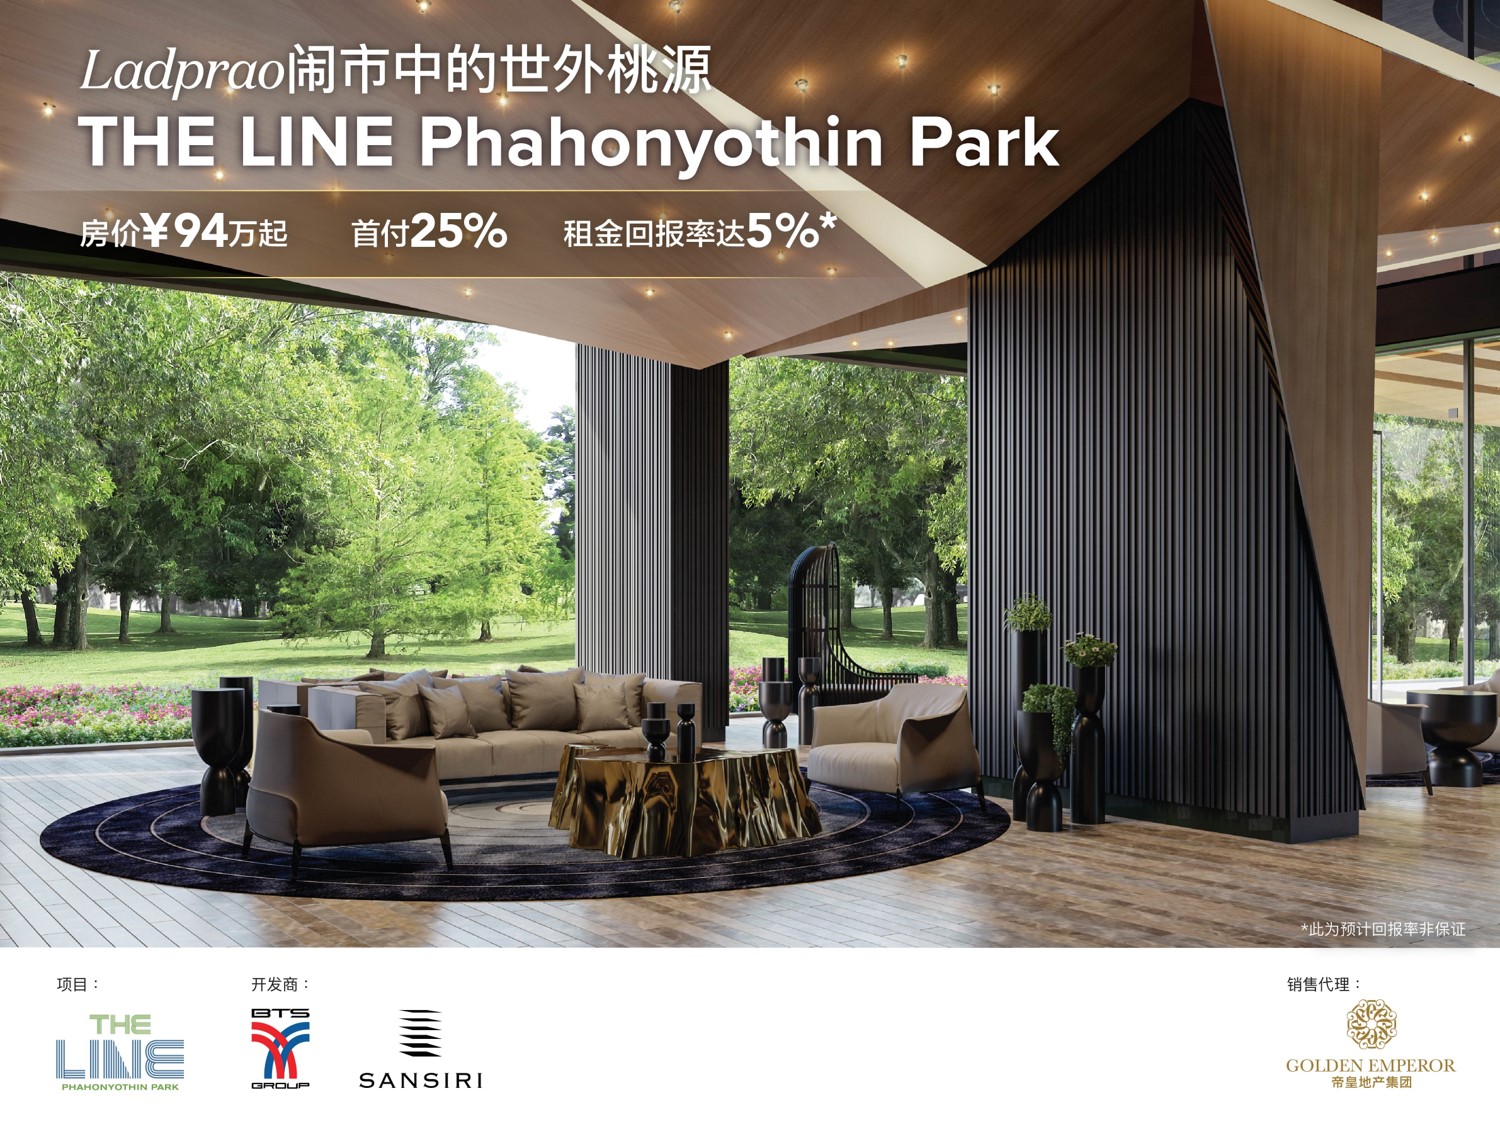 Ladprao闹市中的世外桃源
THE LINE Phahonyothin Park
房价¥94万起 首付25% 租金回报率达5%*
*此为预计回报率非保证
项目：
开发商：
销售代理：
THE
LINE
PHAHONYOTHIN PARK
BTS
GROUP
SANSIRI
GOLDEN EMPEROR
帝皇地产集团